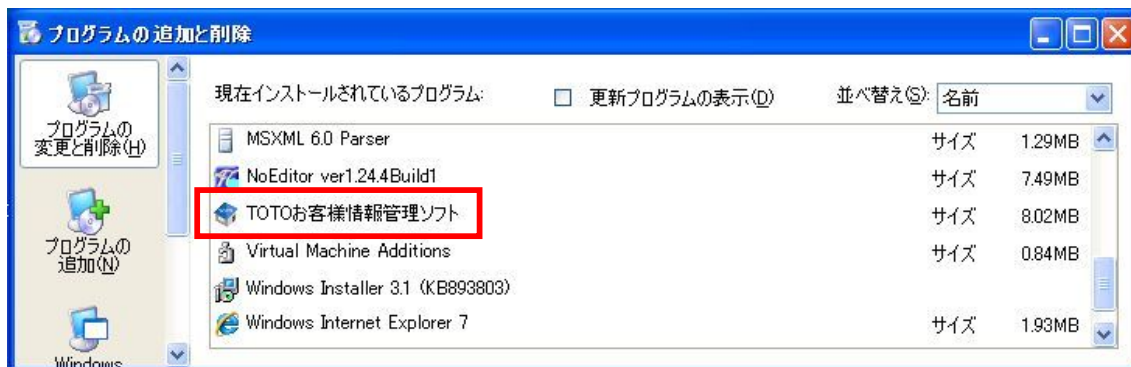 プログラムの追加と削除
プログラムの
変更と削除(H)
プログラムの
追加(N)
Windows
現在インストールされているプログラム:
更新プログラムの表示(D)
並べ替え(S):
名前
MSXML 6.0 Parser サイズ 1.29MB
NoEditor ver1.24.4Build1 サイズ 7.49MB
TOTOお客様情報管理ソフト サイズ 8.02MB
Virtual Machine Additions サイズ 0.84MB
Windows Installer 3.1 (KB893803)
Windows Internet Explorer 7 サイズ 1.93MB